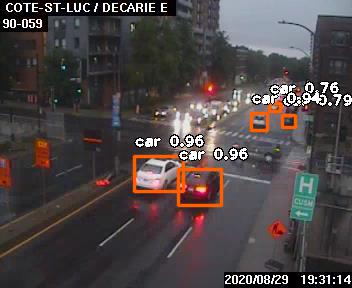 COTE-ST-LUC / DECARIE E
90-059
car 0.76
car 0.94
0.79
car 0.96
car 0.96
H
CUSM
2020/08/29 19:31:14